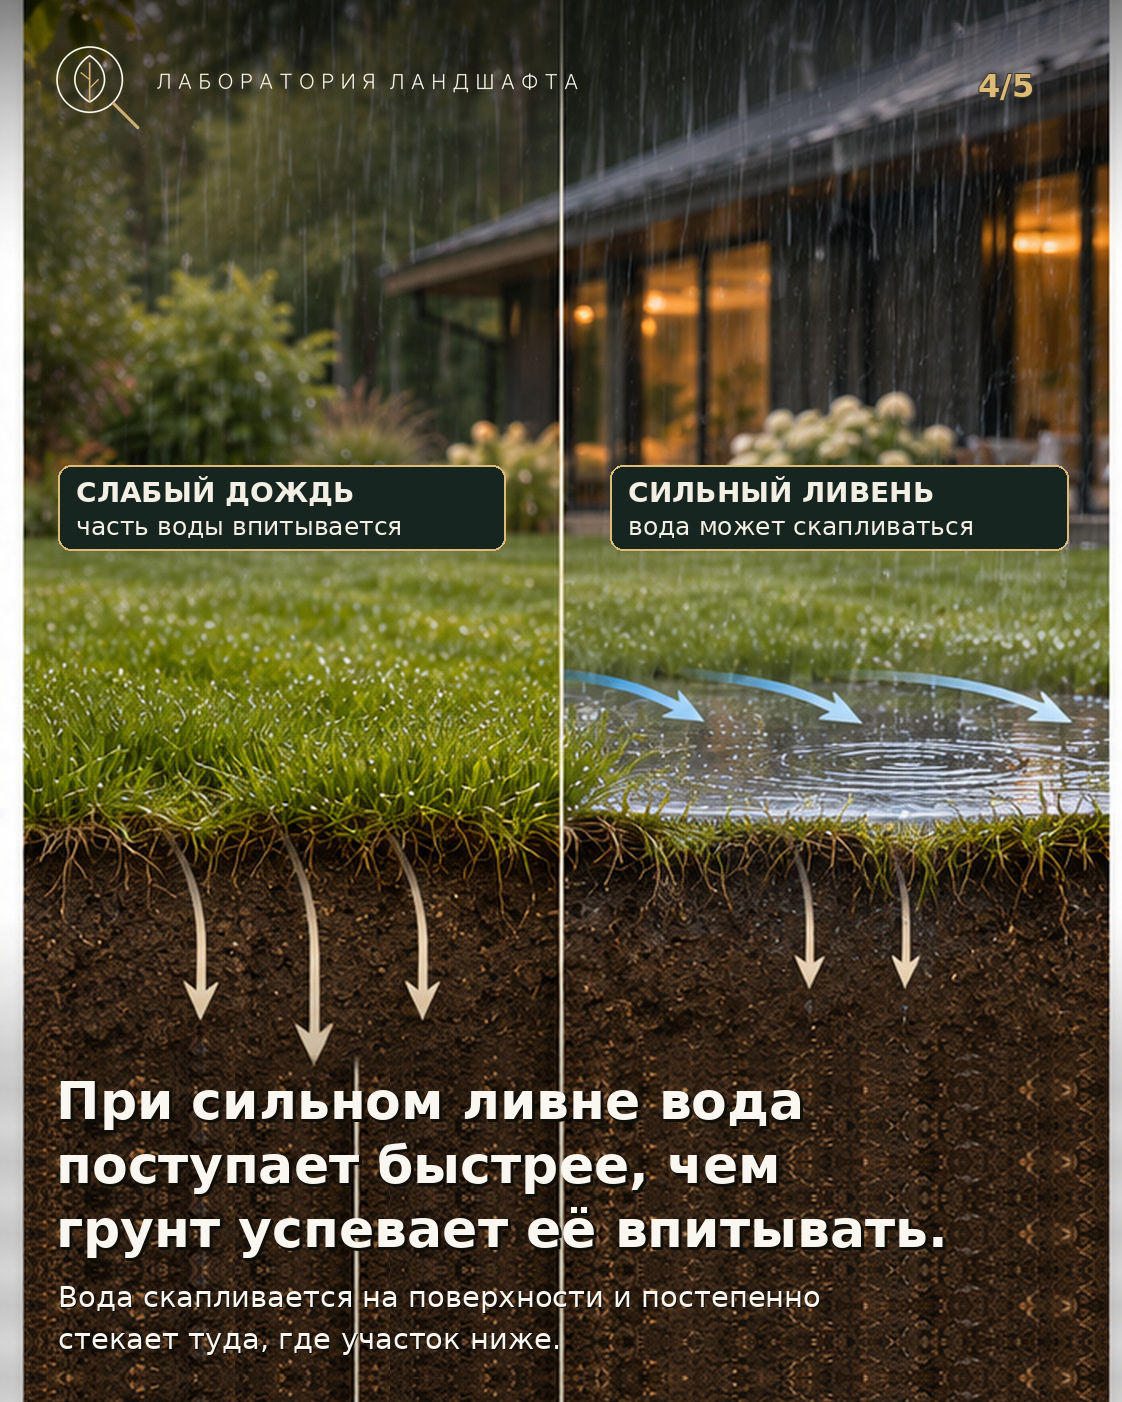 ЛАБОРАТОРИЯ ЛАНДШАФТА
4/5
СЛАБЫЙ ДОЖДЬ
часть воды впитывается
СИЛЬНЫЙ ЛИВЕНЬ
вода может скапливаться
При сильном ливне вода
поступает быстрее, чем
грунт успевает её впитывать.
Вода скапливается на поверхности и постепенно
стекает туда, где участок ниже.